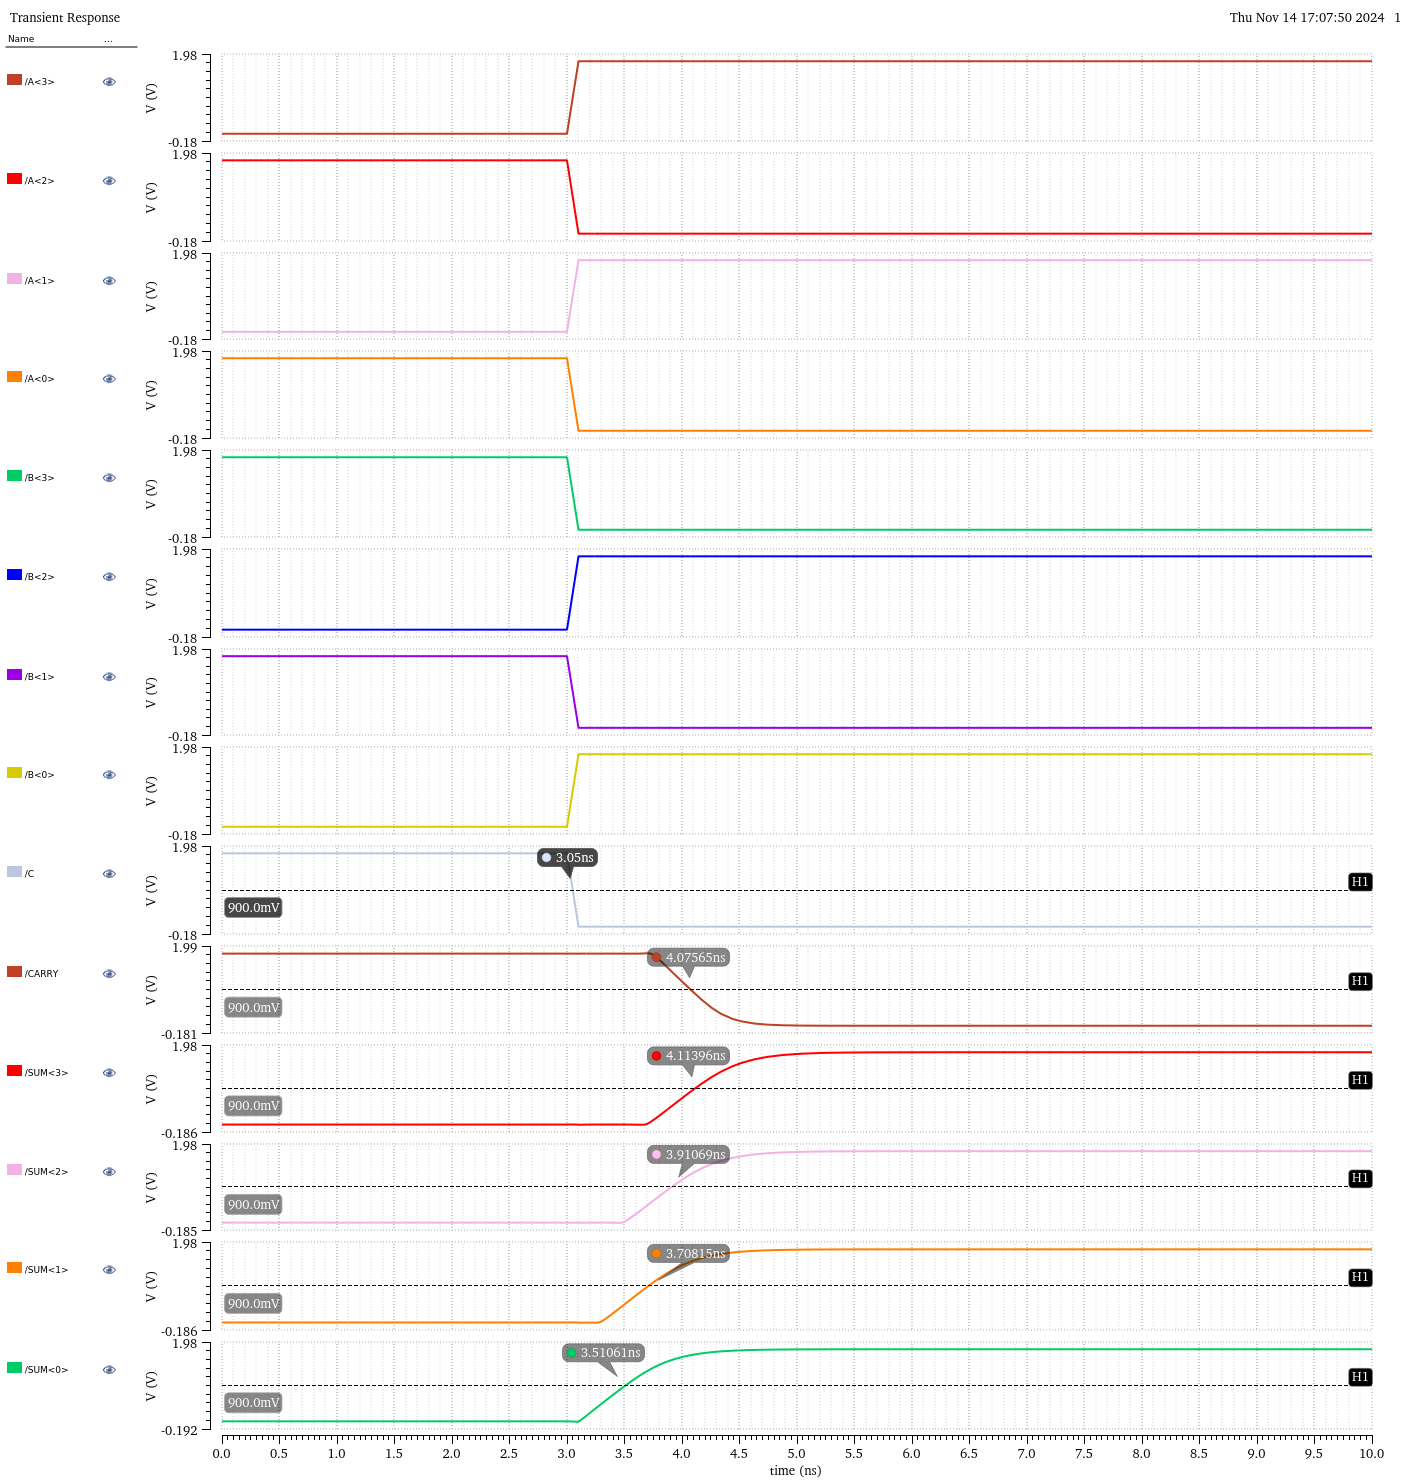 Transient Response
Thu Nov 14 17:07:50 2024 1
Name ...
/A<3>
V (V)
1.98
-0.18
/A<2>
V (V)
1.98
-0.18
/A<1>
V (V)
1.98
-0.18
/A<0>
V (V)
1.98
-0.18
/B<3>
V (V)
1.98
-0.18
/B<2>
V (V)
1.98
-0.18
/B<1>
V (V)
1.98
-0.18
/B<0>
V (V)
1.98
-0.18
/C
V (V)
1.98
-0.18
3.05ns
900.0mV
H1
/CARRY
V (V)
1.99
-0.181
4.07565ns
900.0mV
H1
/SUM<3>
V (V)
1.98
-0.186
4.11396ns
900.0mV
H1
/SUM<2>
V (V)
1.98
-0.185
3.91069ns
900.0mV
H1
/SUM<1>
V (V)
1.98
-0.186
3.70815ns
900.0mV
H1
/SUM<0>
V (V)
1.98
-0.192
3.51061ns
900.0mV
H1
0.0 0.5 1.0 1.5 2.0 2.5 3.0 3.5 4.0 4.5 5.0 5.5 6.0 6.5 7.0 7.5 8.0 8.5 9.0 9.5 10.0
time (ns)